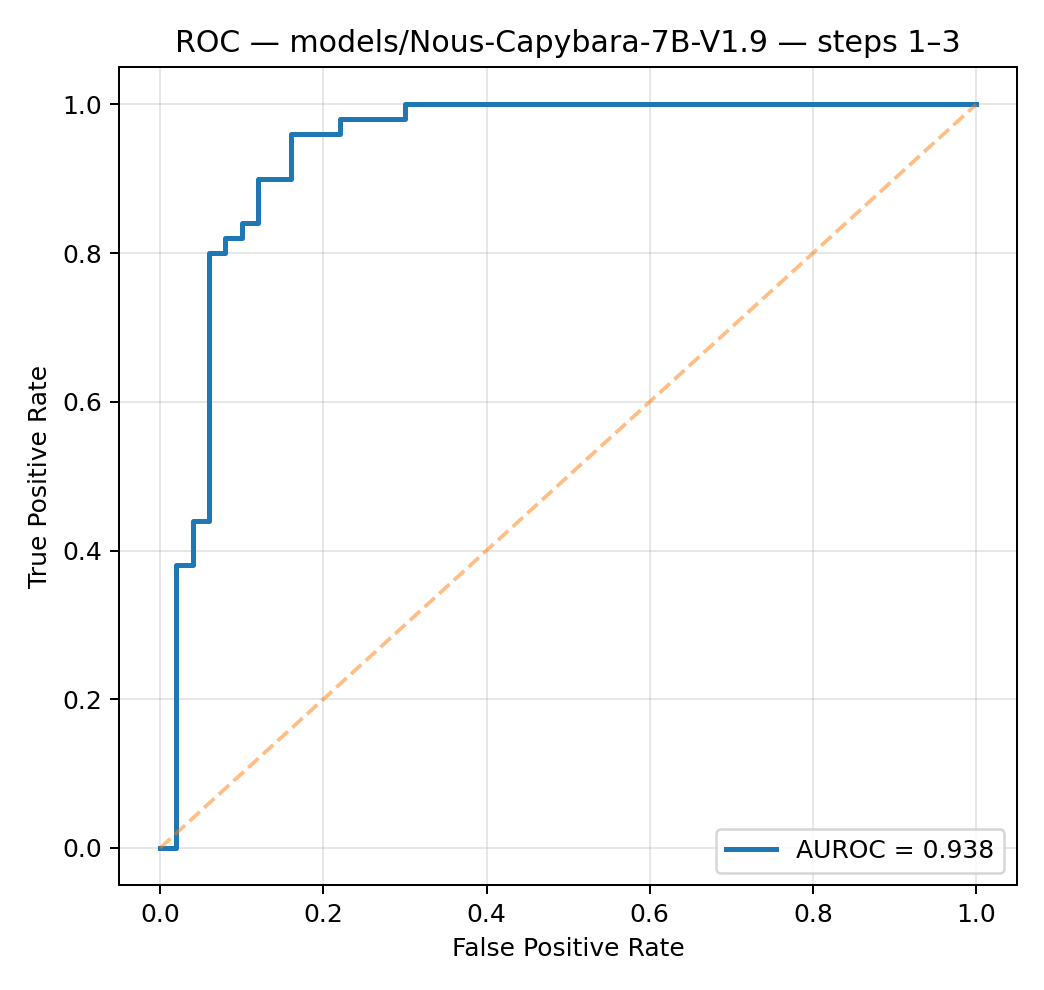 ROC — models/Nous-Capybara-7B-V1.9 — steps 1–3
True Positive Rate
1.0
0.8
0.6
0.4
0.2
0.0
AUROC = 0.938
0.0 0.2 0.4 0.6 0.8 1.0
False Positive Rate